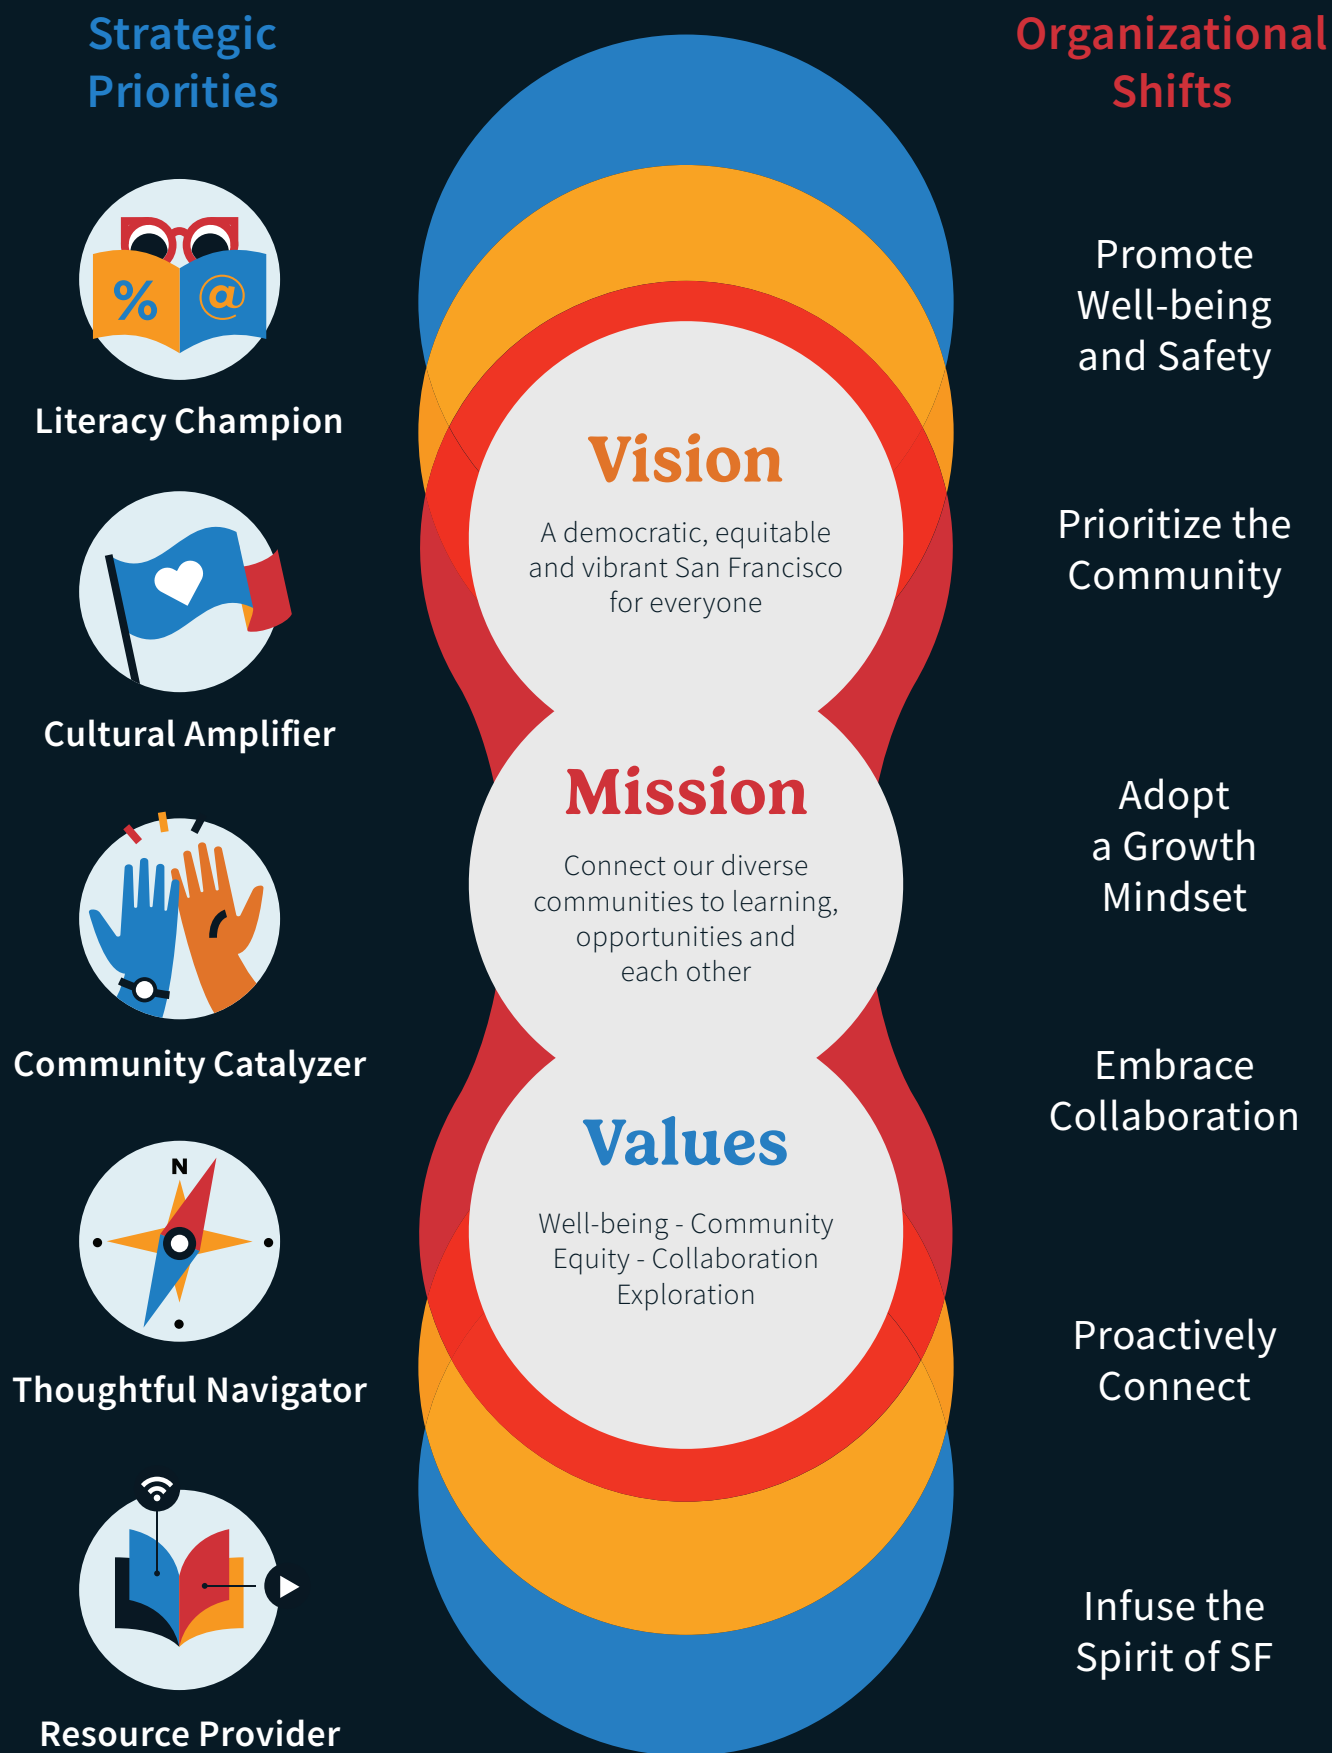 Strategic
Priorities
%
@
Literacy Champion
Cultural Amplifier
Community Catalyzer
N
Thoughtful Navigator
Resource Provider
Vision
A democratic, equitable
and vibrant San Francisco
for everyone
Mission
Connect our diverse
communities to learning,
opportunities and
each other
Values
Well-being - Community
Equity - Collaboration
Exploration
Organizational
Shifts
Promote
Well-being
and Safety
Prioritize the
Community
Adopt
a Growth
Mindset
Embrace
Collaboration
Proactively
Connect
Infuse the
Spirit of SF